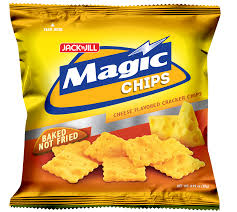 JACK 'n JILL
Magic
CHIPS
CHEESE FLAVORED CRACKER CHIPS
BAKED
NOT FRIED